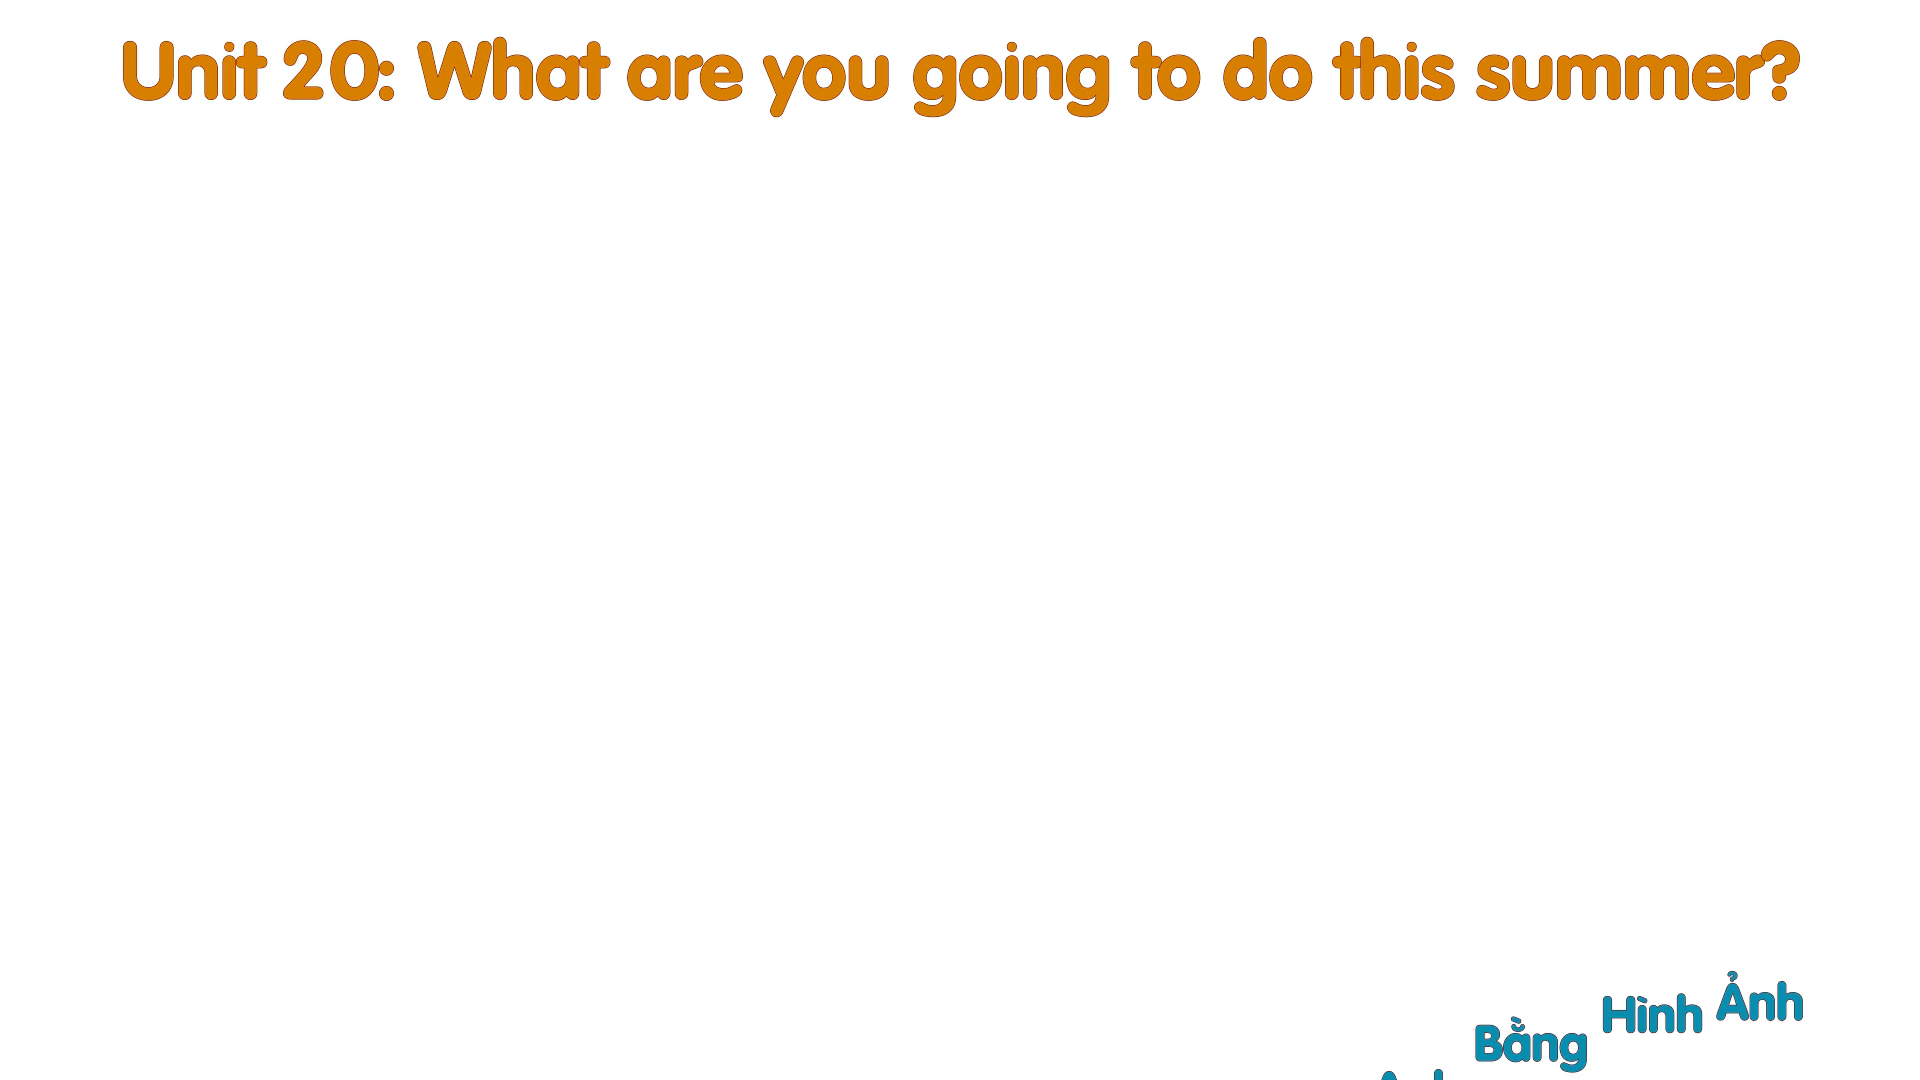 Unit 20: What are you going to do this summer?
Bằng Hình Ảnh